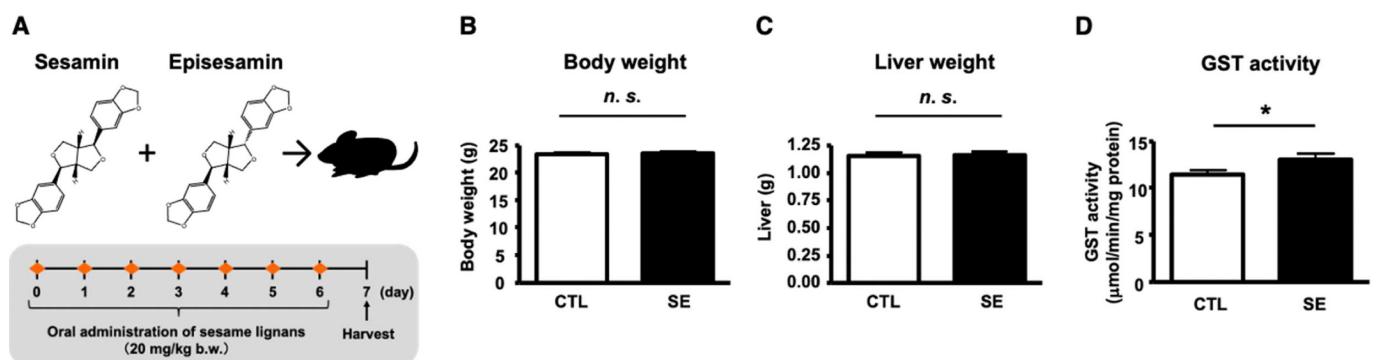 A
Sesamin
Episesamin
H
H
O
O
O
O
O
O
+
H
H
O
O
O
O
O
O
0 1 2 3 4 5 6 7 (day)
Oral administration of sesame lignans
(20 mg/kg b.w.)
Harvest
B
Body weight
n. s.
Body weight (g)
25
20
15
10
5
0
CTL SE
C
Liver weight
n. s.
Liver (g)
1.25
1.00
0.75
0.50
0.25
0.00
CTL SE
D
GST activity
*
GST activity
(μmol/min/mg protein)
15
10
5
0
CTL SE